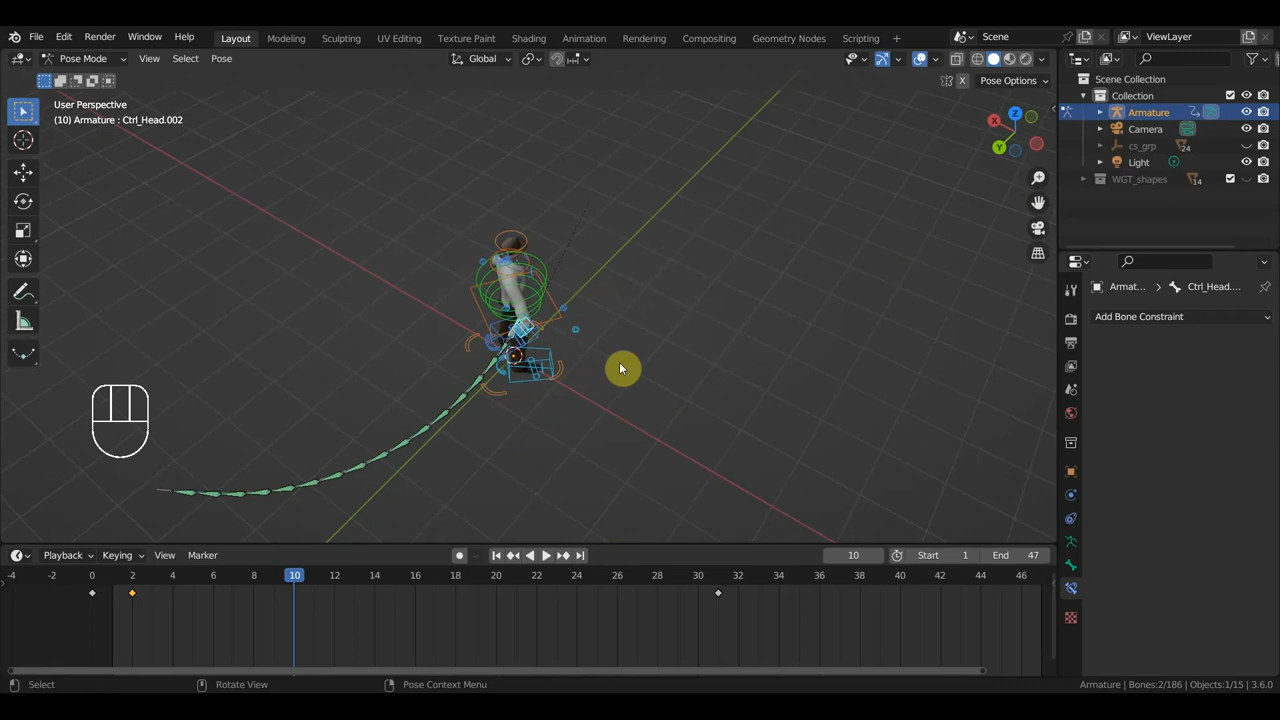 File Edit Render Window Help
Layout Modeling Sculpting UV Editing Texture Paint Shading Animation Rendering Compositing Geometry Nodes Scripting + Scene ViewLayer
Pose Mode View Select Pose Global
X Pose Options
User Perspective
(10) Armature : Ctrl_Head.002
X
Y
Z
Scene Collection
Collection
Armature
Camera
cs_grp 24
Light
WGT_shapes 14
Armat... > Ctrl_Head....
Add Bone Constraint
Playback Keying View Marker 10 Start 1 End 47
-4 -2 0 2 4 6 8 10 12 14 16 18 20 22 24 26 28 30 32 34 36 38 40 42 44 46
Select Rotate View Pose Context Menu Armature | Bones:2/186 | Objects:1/15 | 3.6.0